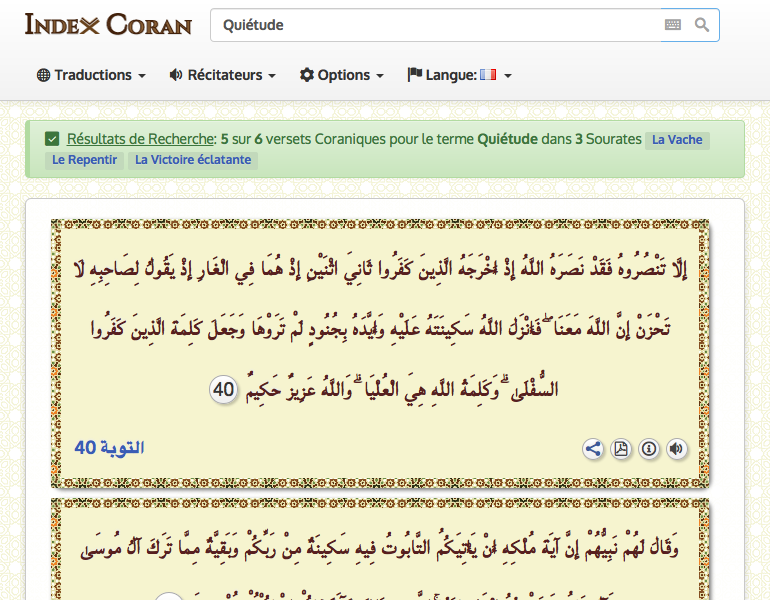 INDEX CORAN
Quiétude
Traductions Récitateurs Options Langue:
Résultats de Recherche: 5 sur 6 versets Coraniques pour le terme Quiétude dans 3 Sourates La Vache
Le Repentir La Victoire éclatante
إِلَّا تَنْصُرُوهُ فَقَدْ نَصَرَهُ اللَّهُ إِذْ أَخْرَجَهُ الَّذِينَ كَفَرُوا ثَانِيَ اثْنَيْنِ إِذْ هُمَا فِي الْغَارِ إِذْ يَقُولُ لِصَاحِبِهِ لَا
تَحْزَنْ إِنَّ اللَّهَ مَعَنَا ۖ فَأَنْزَلَ اللَّهُ سَكِينَتَهُ عَلَيْهِ وَأَيَّدَهُ بِجُنُودٍ لَمْ تَرَوْهَا وَجَعَلَ كَلِمَةَ الَّذِينَ كَفَرُوا
السُّفْلَىٰ ۗ وَكَلِمَةُ اللَّهِ هِيَ الْعُلْيَا ۗ وَاللَّهُ عَزِيزٌ حَكِيمٌ 40
التوبة 40
وَقَالَ لَهُمْ نَبِيُّهُمْ إِنَّ آيَةَ مُلْكِهِ أَنْ يَأْتِيَكُمُ التَّابُوتُ فِيهِ سَكِينَةٌ مِنْ رَبِّكُمْ وَبَقِيَّةٌ مِمَّا تَرَكَ آلُ مُوسَىٰ